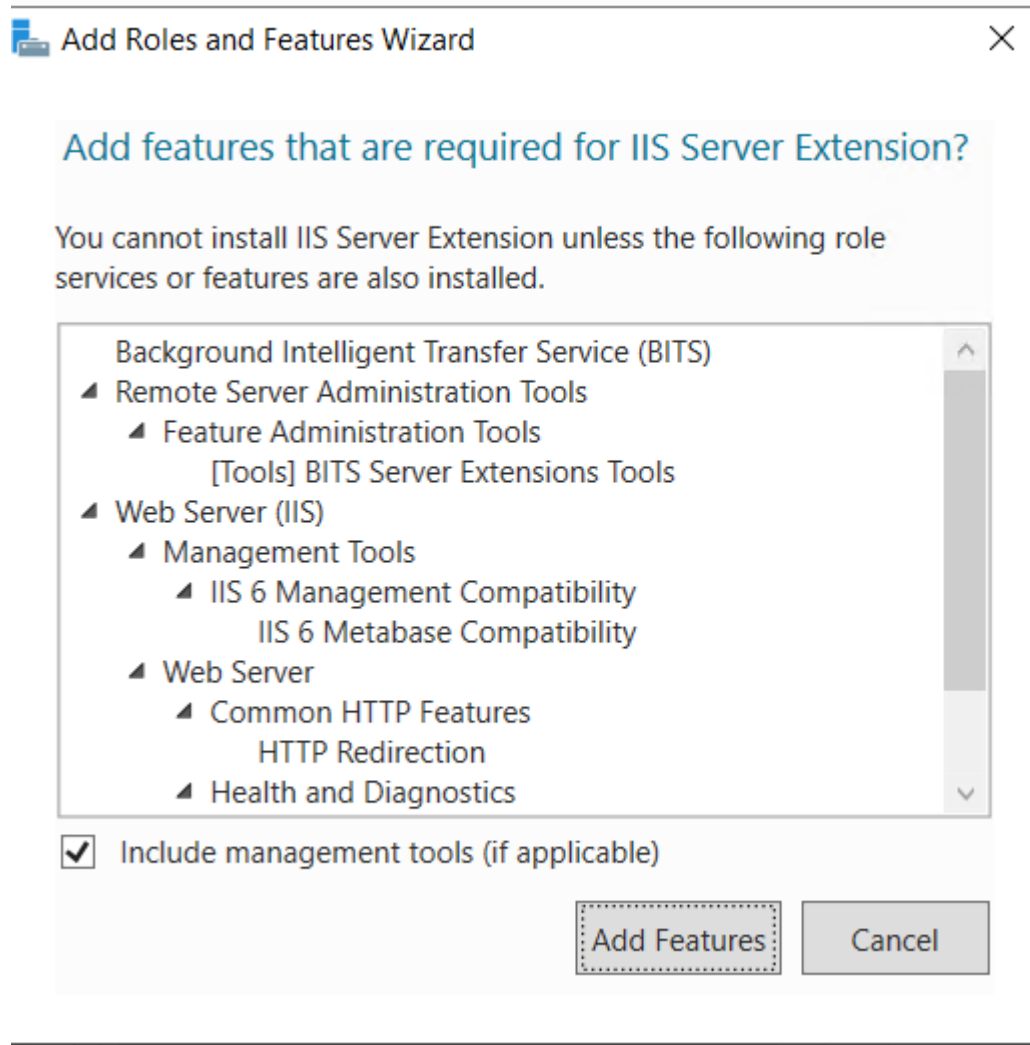 Add Roles and Features Wizard
Add features that are required for IIS Server Extension?
You cannot install IIS Server Extension unless the following role
services or features are also installed.
Background Intelligent Transfer Service (BITS)
Remote Server Administration Tools
Feature Administration Tools
[Tools] BITS Server Extensions Tools
Web Server (IIS)
Management Tools
IIS 6 Management Compatibility
IIS 6 Metabase Compatibility
Web Server
Common HTTP Features
HTTP Redirection
Health and Diagnostics
Include management tools (if applicable)
Add Features
Cancel